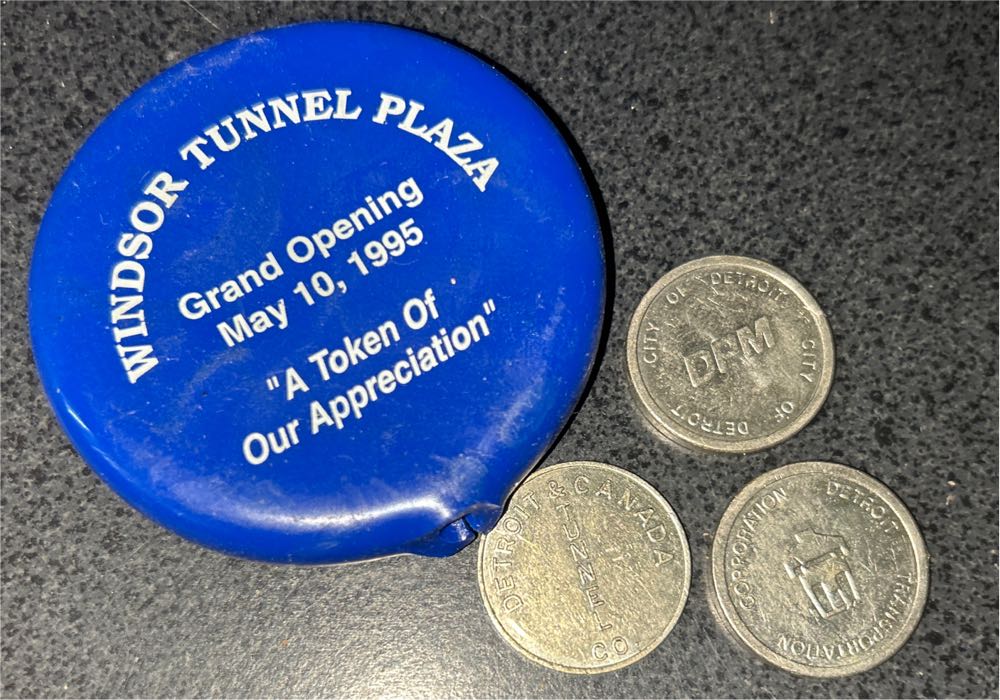 WINDSOR TUNNEL PLAZA
Grand Opening
May 10, 1995
"A Token Of
Our Appreciation"
CITY OF DETROIT CITY OF DETROIT
DPM
DETROIT & CANADA
TUNNEL
CO
DETROIT TRANSPORTATION CORPORATION